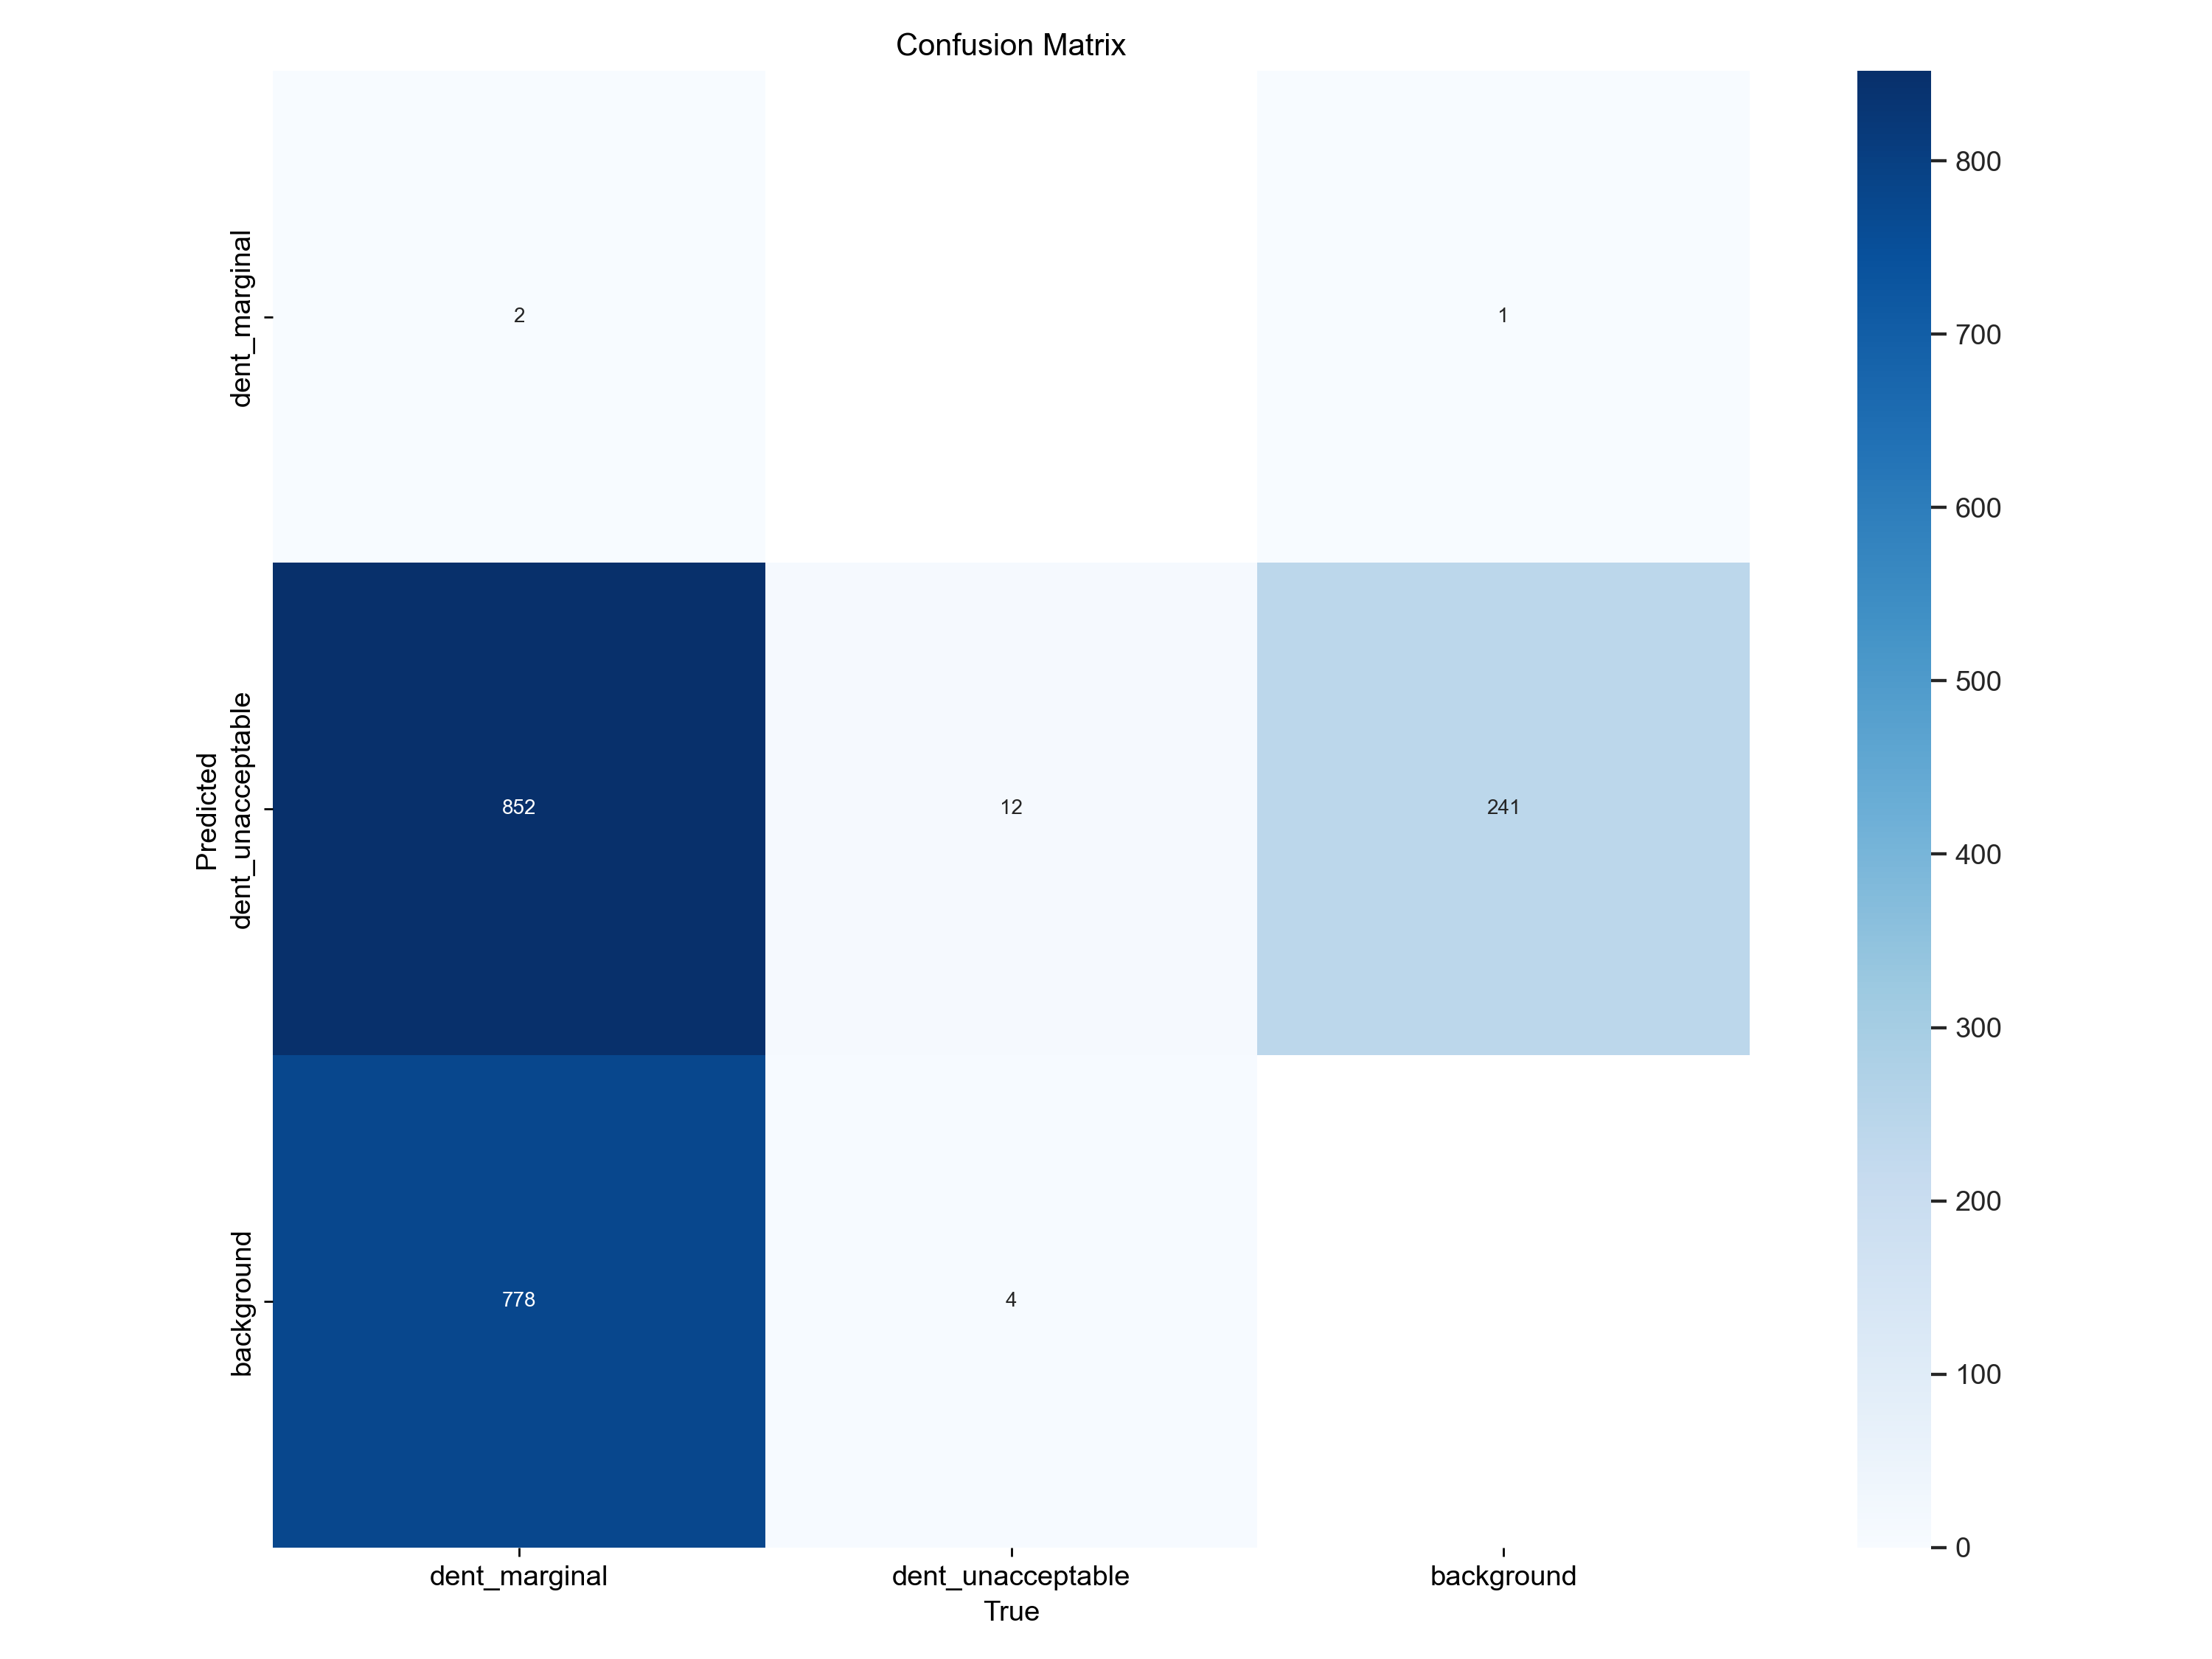 Confusion Matrix
dent_marginal
2
1
800
700
600
500
400
300
200
100
0
Predicted
dent_unacceptable
852
12
241
background
778
4
dent_marginal
dent_unacceptable
background
True